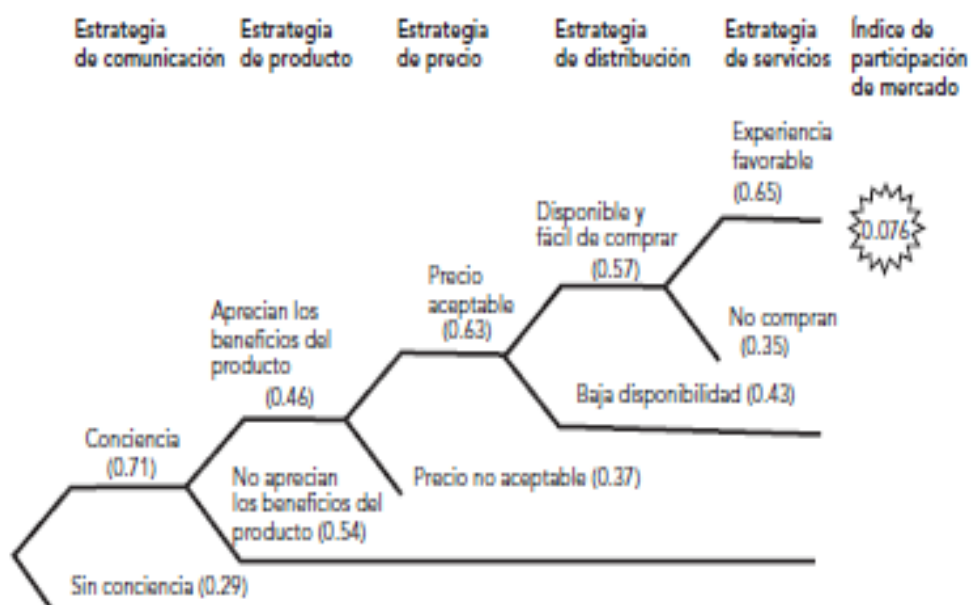 Estrategia
de comunicación
Estrategia
de producto
Estrategia
de precio
Estrategia
de distribución
Estrategia
de servicios
Índice de
participación
de mercado
Experiencia
favorable
(0.65)
0.076
Disponible y
fácil de comprar
(0.57)
No compran
(0.35)
Precio
aceptable
(0.63)
Baja disponibilidad (0.43)
Aprecian los
beneficios del
producto
(0.46)
Precio no aceptable (0.37)
Conciencia
(0.71)
No aprecian
los beneficios del
producto (0.54)
Sin conciencia (0.29)